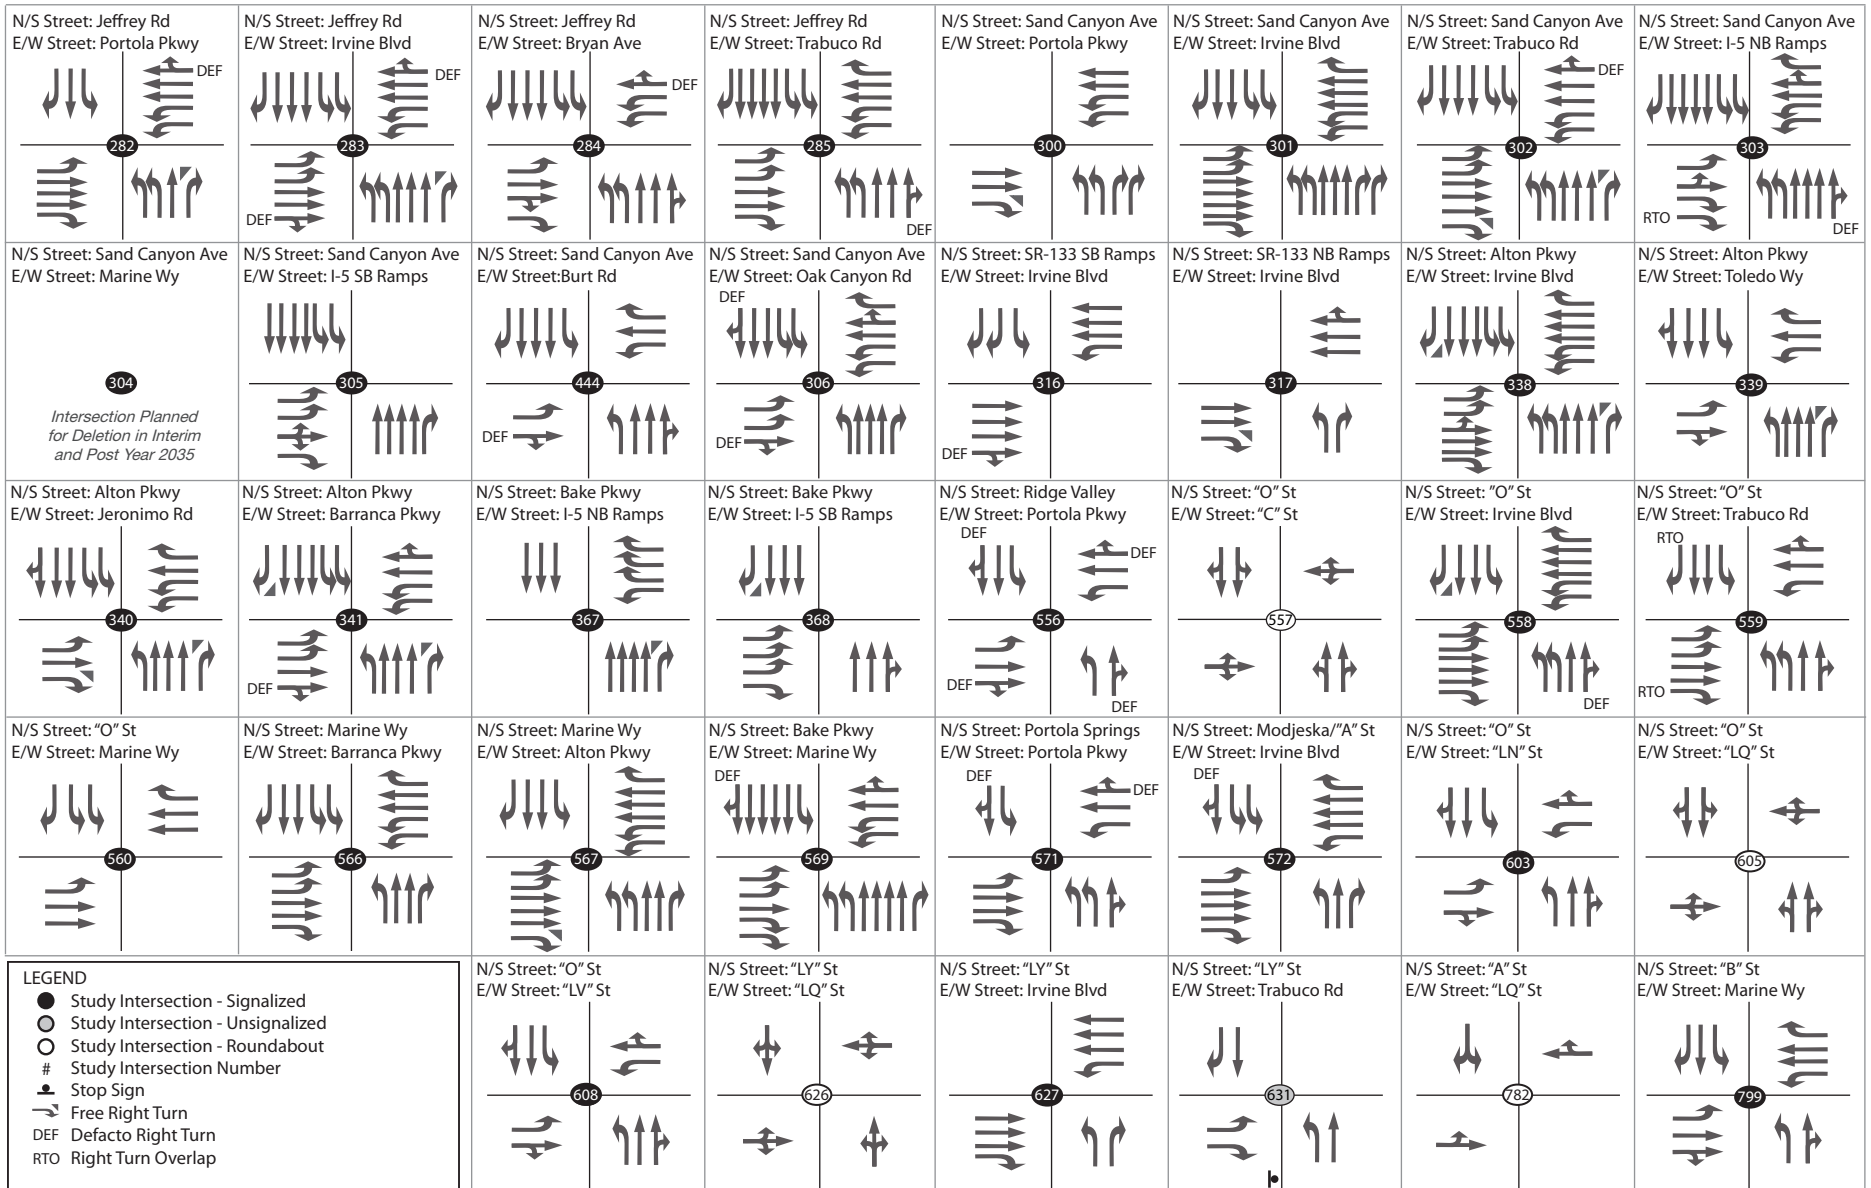 N/S Street: Jeffrey Rd
E/W Street: Portola Pkwy
DEF
282
N/S Street: Jeffrey Rd
E/W Street: Irvine Blvd
DEF
283
DEF
N/S Street: Jeffrey Rd
E/W Street: Bryan Ave
DEF
284
N/S Street: Jeffrey Rd
E/W Street: Trabuco Rd
285
DEF
N/S Street: Sand Canyon Ave
E/W Street: Portola Pkwy
300
N/S Street: Sand Canyon Ave
E/W Street: Irvine Blvd
301
N/S Street: Sand Canyon Ave
E/W Street: Trabuco Rd
DEF
302
N/S Street: Sand Canyon Ave
E/W Street: I-5 NB Ramps
303
RTO
DEF
N/S Street: Sand Canyon Ave
E/W Street: Marine Wy
304
Intersection Planned
for Deletion in Interim
and Post Year 2035
N/S Street: Sand Canyon Ave
E/W Street: I-5 SB Ramps
305
N/S Street: Sand Canyon Ave
E/W Street:Burt Rd
444
DEF
N/S Street: Sand Canyon Ave
E/W Street: Oak Canyon Rd
DEF
306
DEF
N/S Street: SR-133 SB Ramps
E/W Street: Irvine Blvd
316
DEF
N/S Street: SR-133 NB Ramps
E/W Street: Irvine Blvd
317
N/S Street: Alton Pkwy
E/W Street: Irvine Blvd
338
N/S Street: Alton Pkwy
E/W Street: Toledo Wy
339
N/S Street: Alton Pkwy
E/W Street: Jeronimo Rd
340
N/S Street: Alton Pkwy
E/W Street: Barranca Pkwy
341
DEF
N/S Street: Bake Pkwy
E/W Street: I-5 NB Ramps
367
N/S Street: Bake Pkwy
E/W Street: I-5 SB Ramps
368
N/S Street: Ridge Valley
E/W Street: Portola Pkwy
DEF
DEF
556
DEF
DEF
N/S Street: “O” St
E/W Street: “C” St
557
N/S Street: ”O” St
E/W Street: Irvine Blvd
558
DEF
N/S Street: “O” St
E/W Street: Trabuco Rd
RTO
559
RTO
N/S Street: “O” St
E/W Street: Marine Wy
560
N/S Street: Marine Wy
E/W Street: Barranca Pkwy
566
N/S Street: Marine Wy
E/W Street: Alton Pkwy
567
N/S Street: Bake Pkwy
E/W Street: Marine Wy
DEF
569
N/S Street: Portola Springs
E/W Street: Portola Pkwy
DEF
DEF
571
N/S Street: Modjeska/”A” St
E/W Street: Irvine Blvd
DEF
572
N/S Street: “O” St
E/W Street: “LN” St
603
N/S Street: “O” St
E/W Street: “LQ” St
605
LEGEND
Study Intersection - Signalized
Study Intersection - Unsignalized
Study Intersection - Roundabout
# Study Intersection Number
Stop Sign
Free Right Turn
DEF Defacto Right Turn
RTO Right Turn Overlap
N/S Street: “O” St
E/W Street: “LV” St
608
N/S Street: “LY” St
E/W Street: “LQ” St
626
N/S Street: “LY” St
E/W Street: Irvine Blvd
627
N/S Street: “LY” St
E/W Street: Trabuco Rd
631
N/S Street: “A” St
E/W Street: “LQ” St
782
N/S Street: “B” St
E/W Street: Marine Wy
799